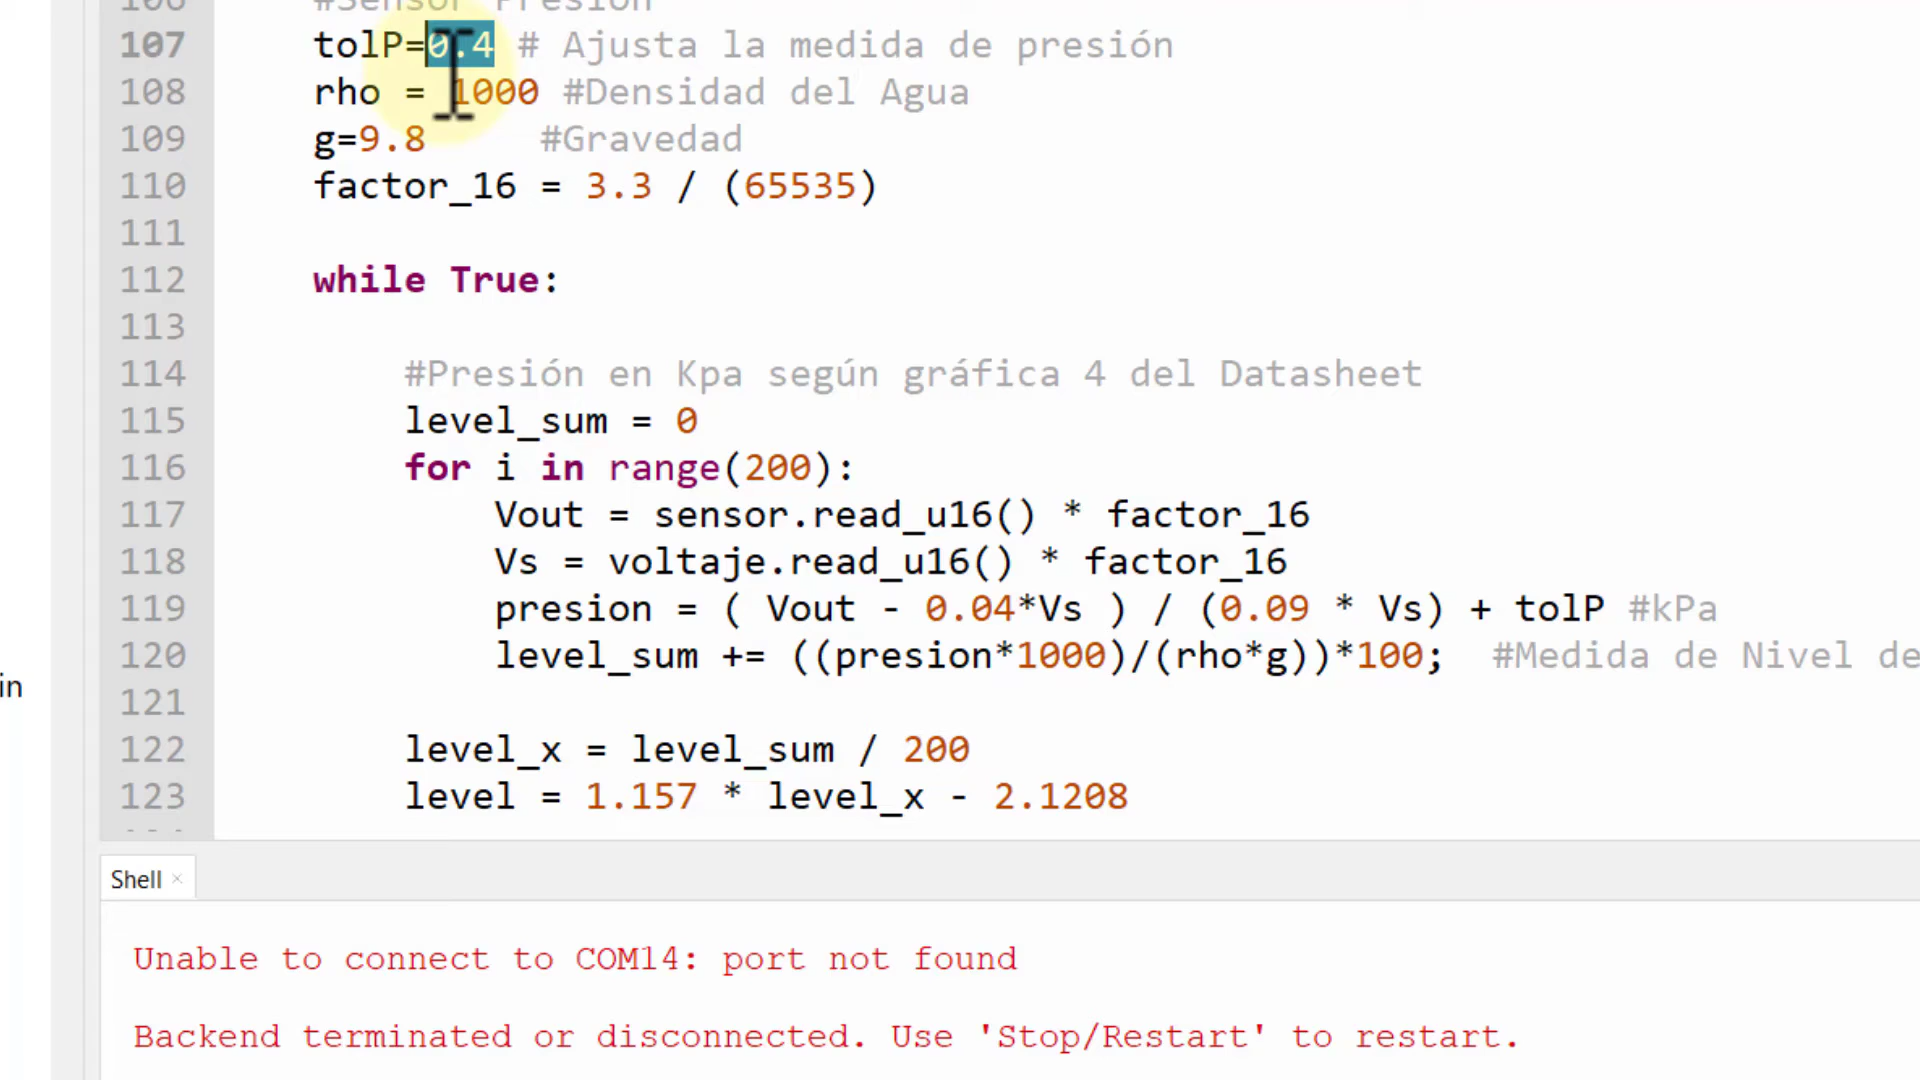 106 #Sensor Presión
107 tolP=0.4 # Ajusta la medida de presión
108 rho = 1000 #Densidad del Agua
109 g=9.8 #Gravedad
110 factor_16 = 3.3 / (65535)
111
112 while True:
113
114 #Presión en Kpa según gráfica 4 del Datasheet
115 level_sum = 0
116 for i in range(200):
117 Vout = sensor.read_u16() * factor_16
118 Vs = voltaje.read_u16() * factor_16
119 presion = ( Vout - 0.04*Vs ) / (0.09 * Vs) + tolP #kPa
120 level_sum += ((presion*1000)/(rho*g))*100; #Medida de Nivel de
in
121
122 level_x = level_sum / 200
123 level = 1.157 * level_x - 2.1208
Shell ×
Unable to connect to COM14: port not found
Backend terminated or disconnected. Use 'Stop/Restart' to restart.